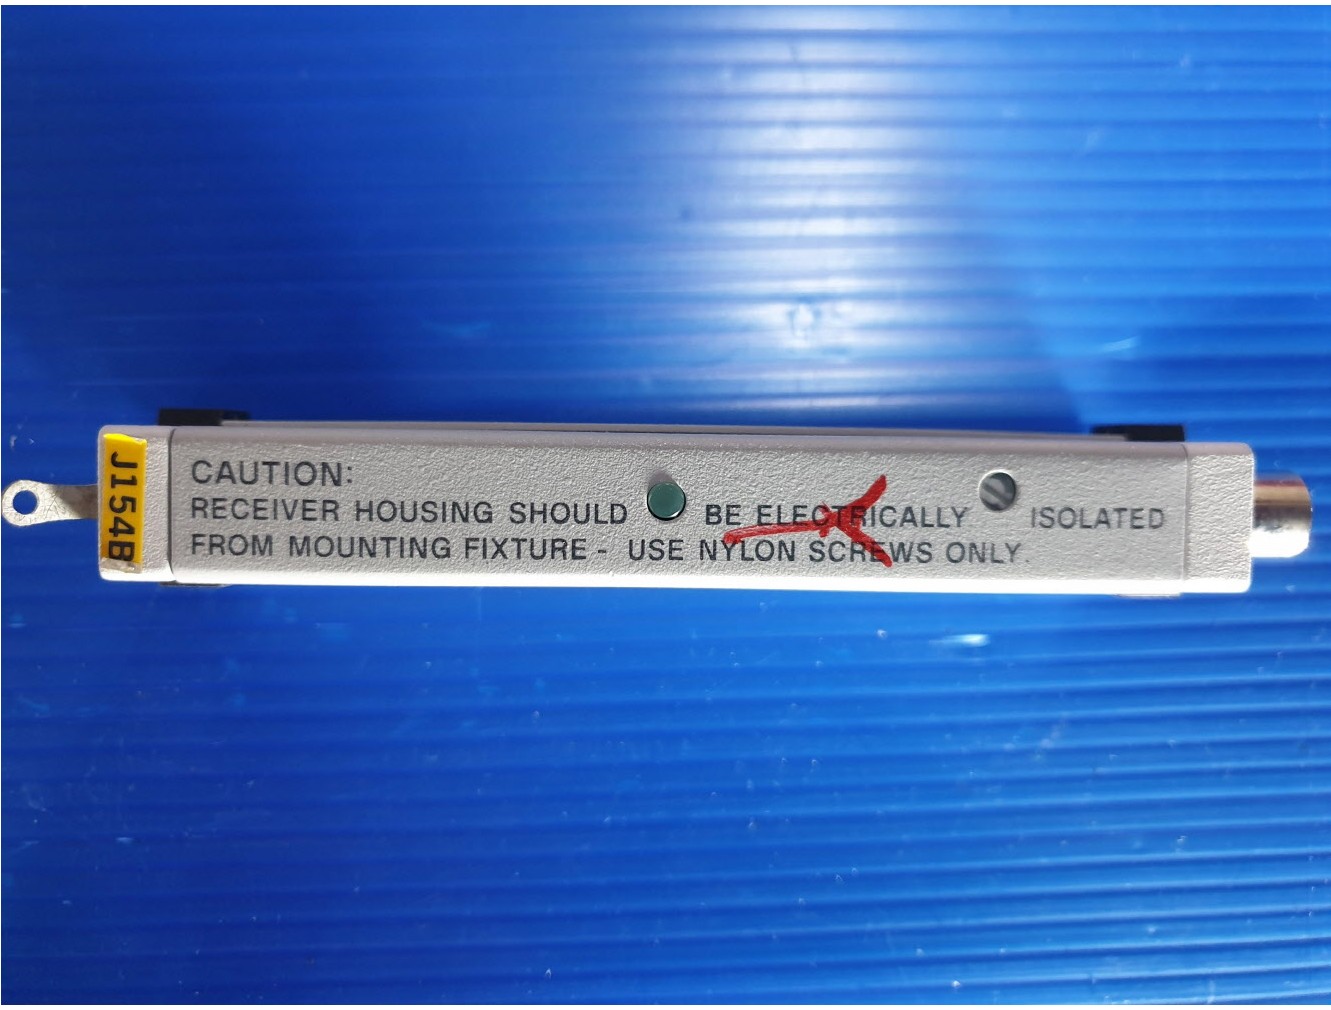 CAUTION:
RECEIVER HOUSING SHOULD BE ELECTRICALLY ISOLATED
FROM MOUNTING FIXTURE - USE NYLON SCREWS ONLY.
J154B